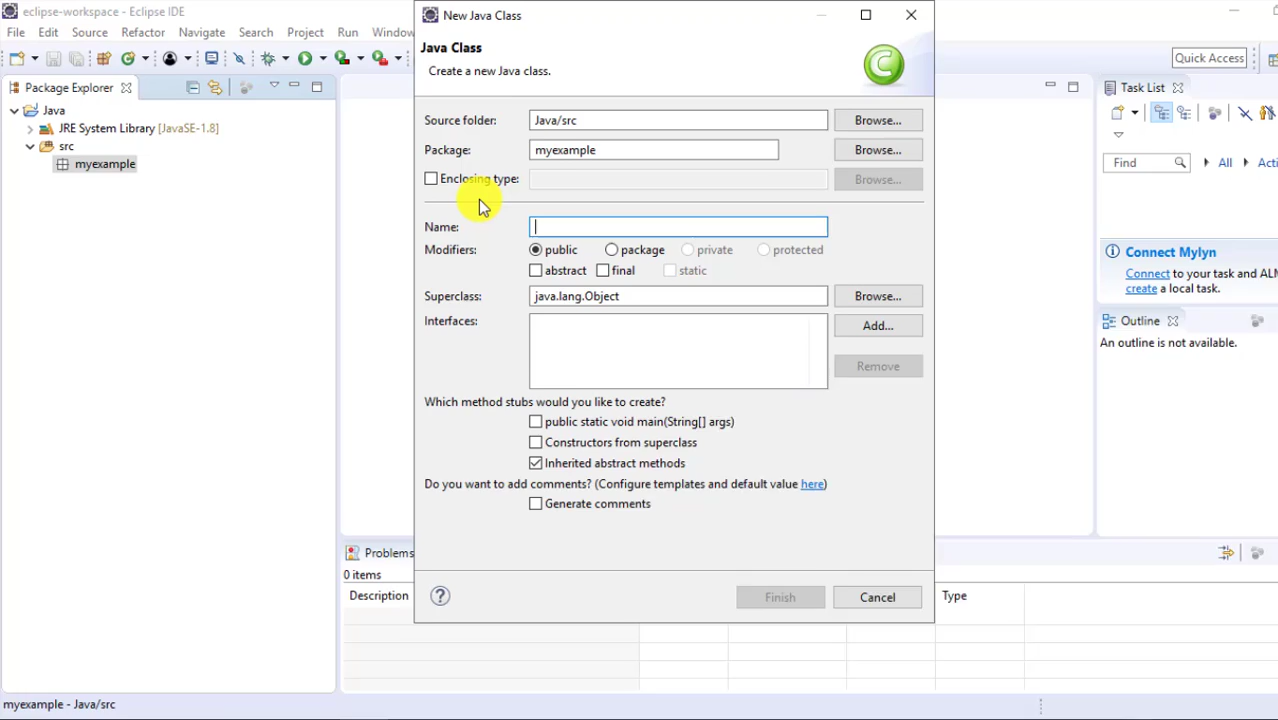 eclipse-workspace - Eclipse IDE
File Edit Source Refactor Navigate Search Project Run Window
Quick Access
Package Explorer
Java
JRE System Library [JavaSE-1.8]
src
myexample
New Java Class
Java Class
Create a new Java class.
Source folder: Java/src Browse...
Package: myexample Browse...
Enclosing type: Browse...
Name:
Modifiers: public package private protected
abstract final static
Superclass: java.lang.Object Browse...
Interfaces: Add...
Remove
Which method stubs would you like to create?
public static void main(String[] args)
Constructors from superclass
Inherited abstract methods
Do you want to add comments? (Configure templates and default value here)
Generate comments
Finish Cancel
Task List
Find All Acti
Connect Mylyn
Connect to your task and ALM
create a local task.
Outline
An outline is not available.
Problems
0 items
Description Type
myexample - Java/src